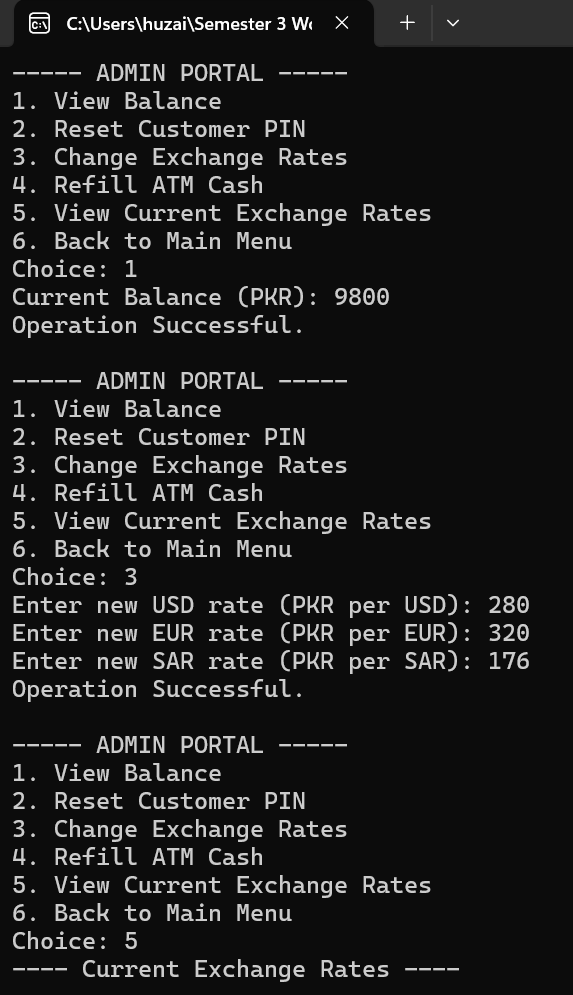 C:\Users\huzai\Semester 3 Wo
----- ADMIN PORTAL -----
1. View Balance
2. Reset Customer PIN
3. Change Exchange Rates
4. Refill ATM Cash
5. View Current Exchange Rates
6. Back to Main Menu
Choice: 1
Current Balance (PKR): 9800
Operation Successful.

----- ADMIN PORTAL -----
1. View Balance
2. Reset Customer PIN
3. Change Exchange Rates
4. Refill ATM Cash
5. View Current Exchange Rates
6. Back to Main Menu
Choice: 3
Enter new USD rate (PKR per USD): 280
Enter new EUR rate (PKR per EUR): 320
Enter new SAR rate (PKR per SAR): 176
Operation Successful.

----- ADMIN PORTAL -----
1. View Balance
2. Reset Customer PIN
3. Change Exchange Rates
4. Refill ATM Cash
5. View Current Exchange Rates
6. Back to Main Menu
Choice: 5
---- Current Exchange Rates ----